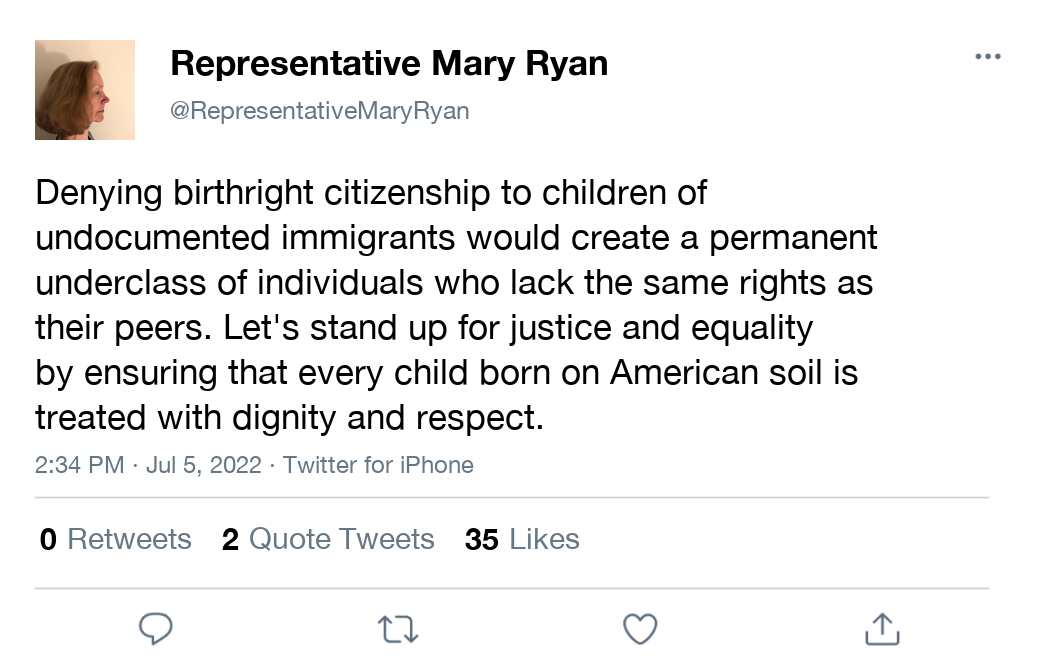 Representative Mary Ryan
@RepresentativeMaryRyan
Denying birthright citizenship to children of
undocumented immigrants would create a permanent
underclass of individuals who lack the same rights as
their peers. Let's stand up for justice and equality
by ensuring that every child born on American soil is
treated with dignity and respect.
2:34 PM · Jul 5, 2022 · Twitter for iPhone
0 Retweets 2 Quote Tweets 35 Likes